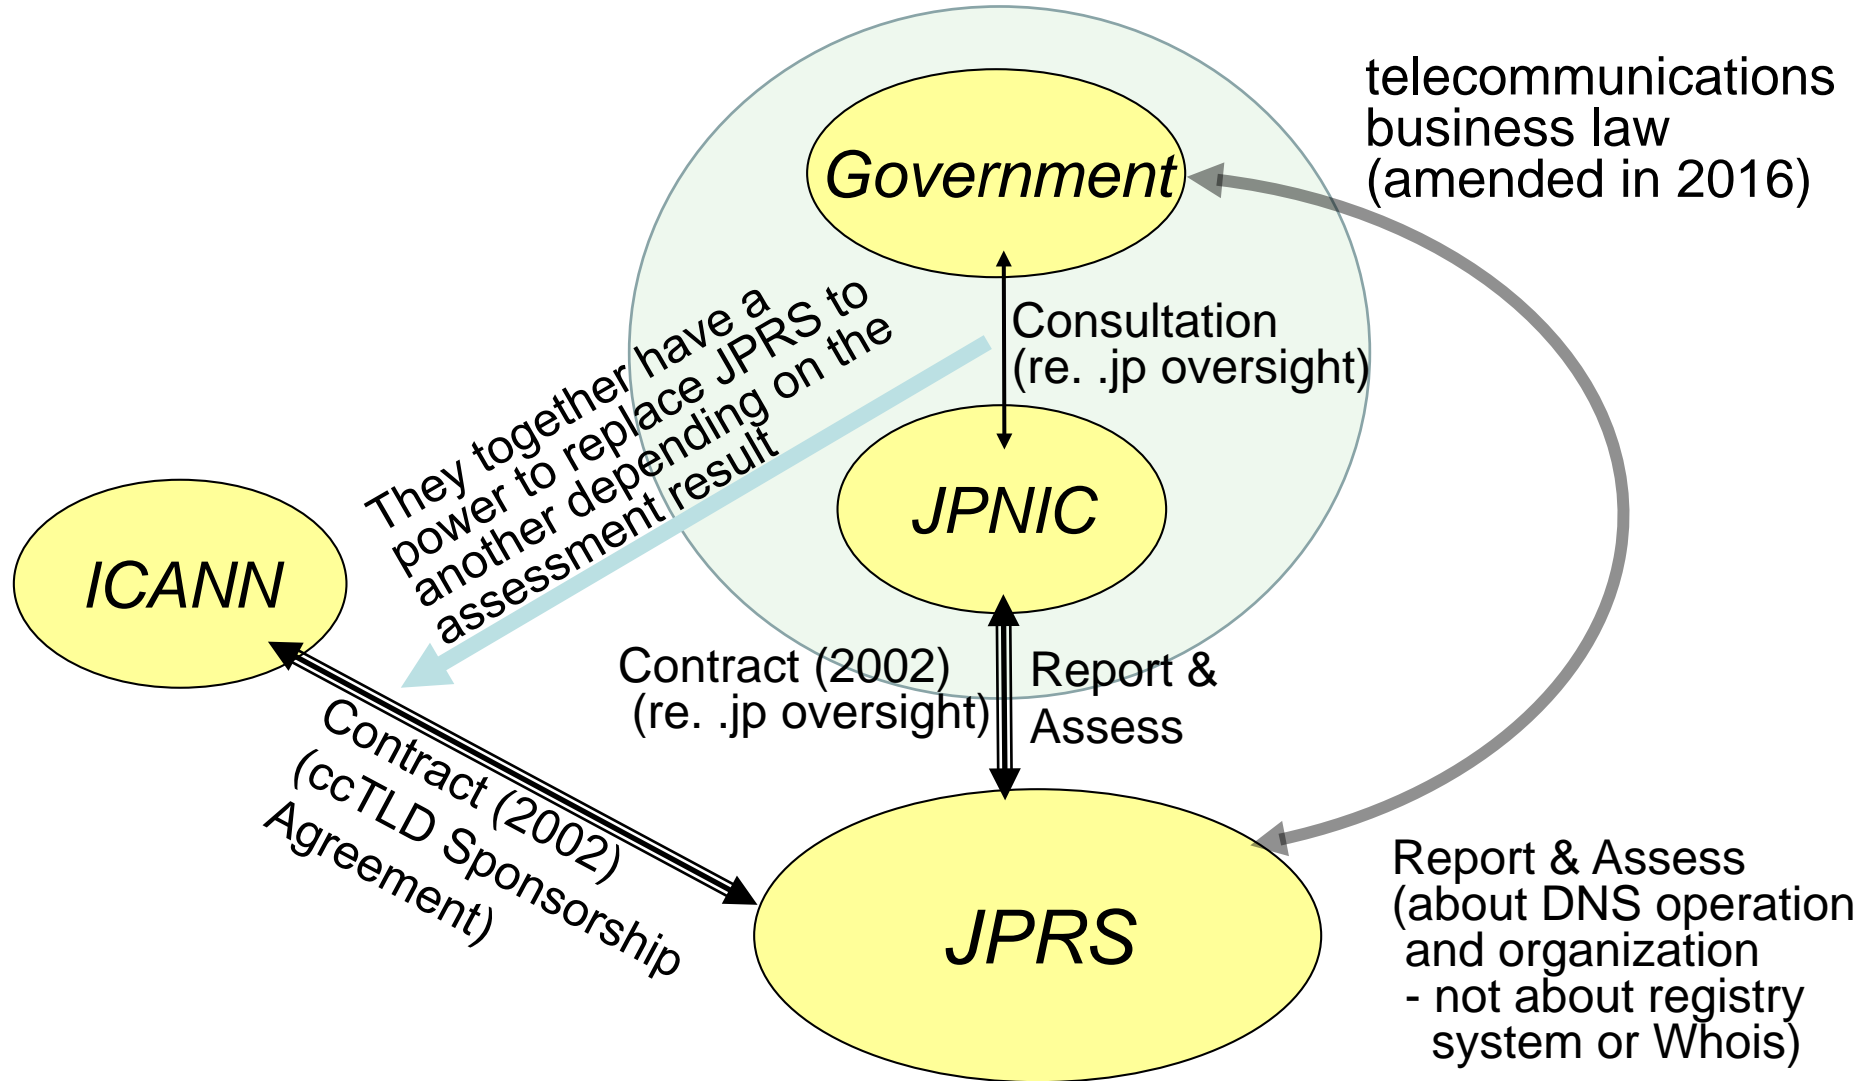 telecommunications
business law
(amended in 2016)
Government
Consultation
(re. .jp oversight)
They together have a
power to replace JPRS to
another depending on the
assessment result
JPNIC
ICANN
Contract (2002)
(re. .jp oversight)
Report &
Assess
Contract (2002)
(ccTLD Sponsorship
Agreement)
JPRS
Report & Assess
(about DNS operation
and organization
- not about registry
system or Whois)